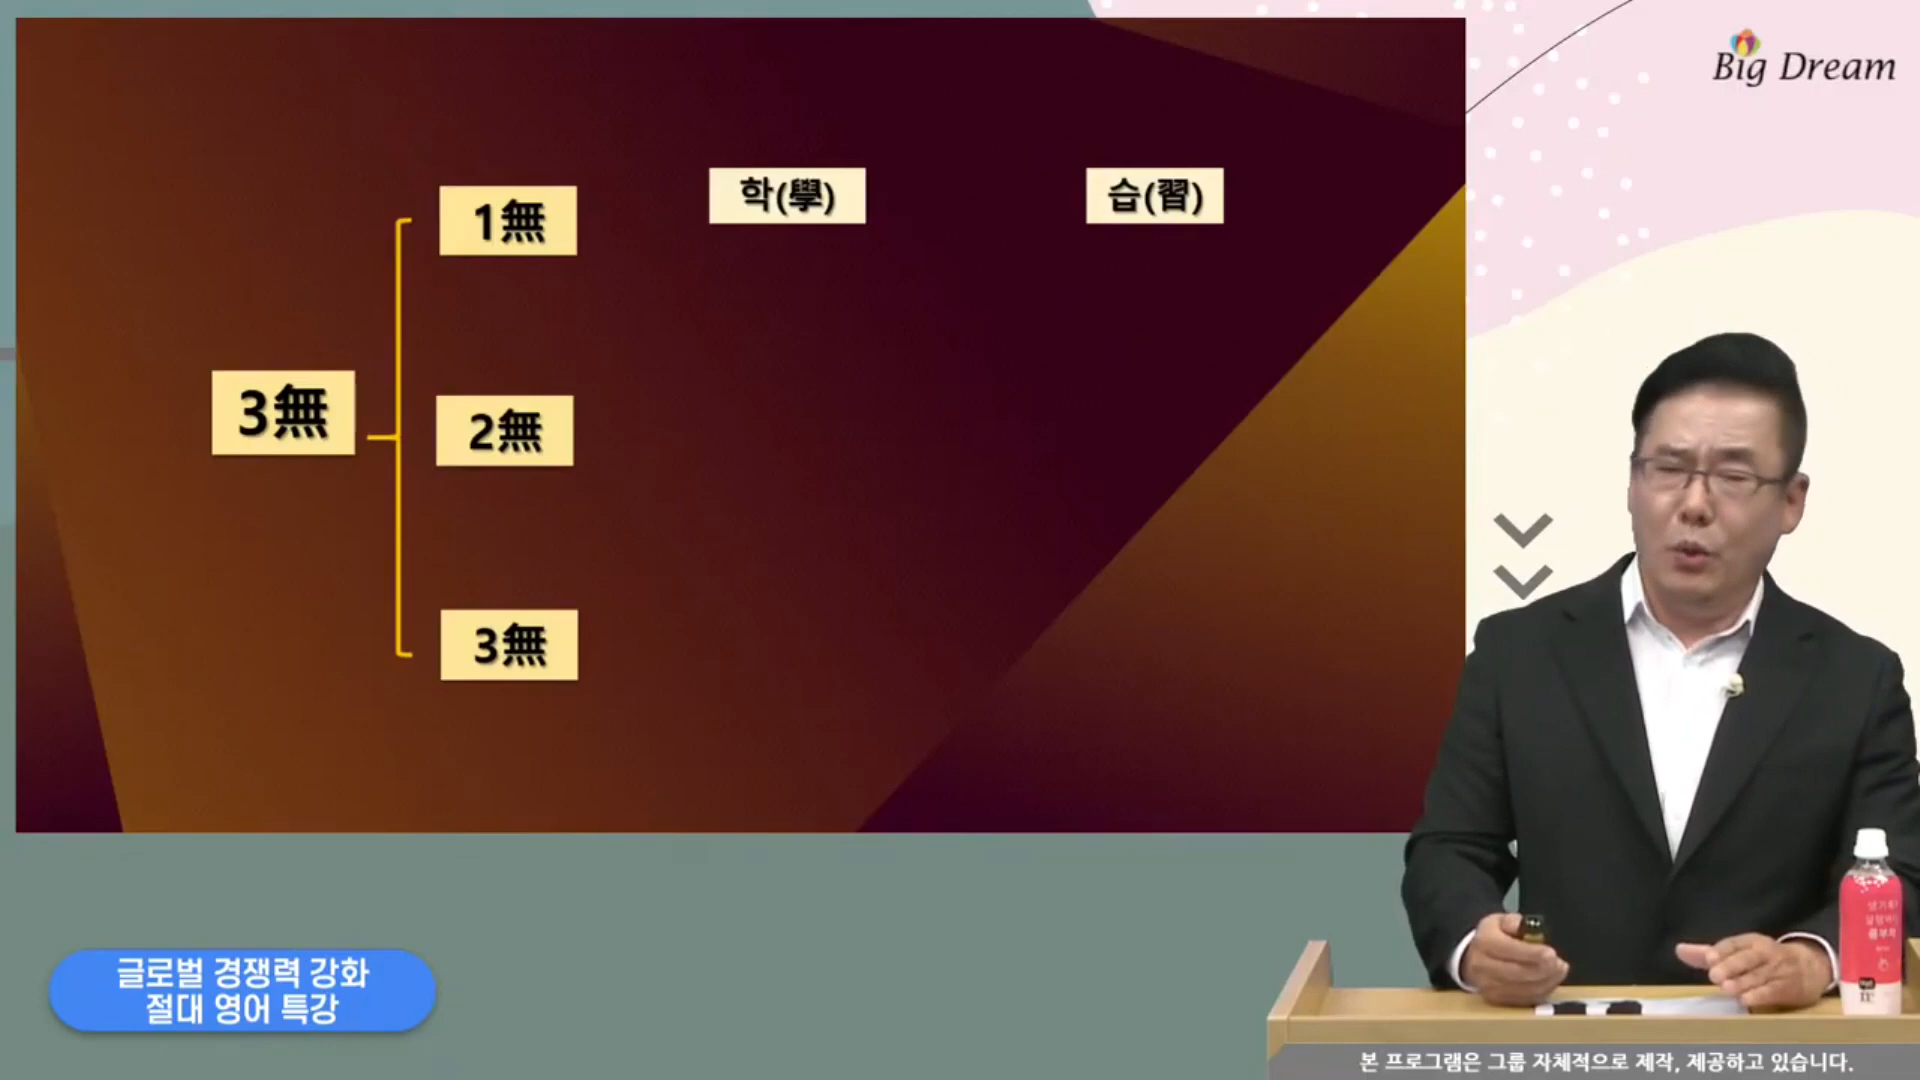 Big Dream
학(學)
습(習)
1無
3無
2無
3無
글로벌 경쟁력 강화
절대 영어 특강
본 프로그램은 그룹 자체적으로 제작, 제공하고 있습니다.